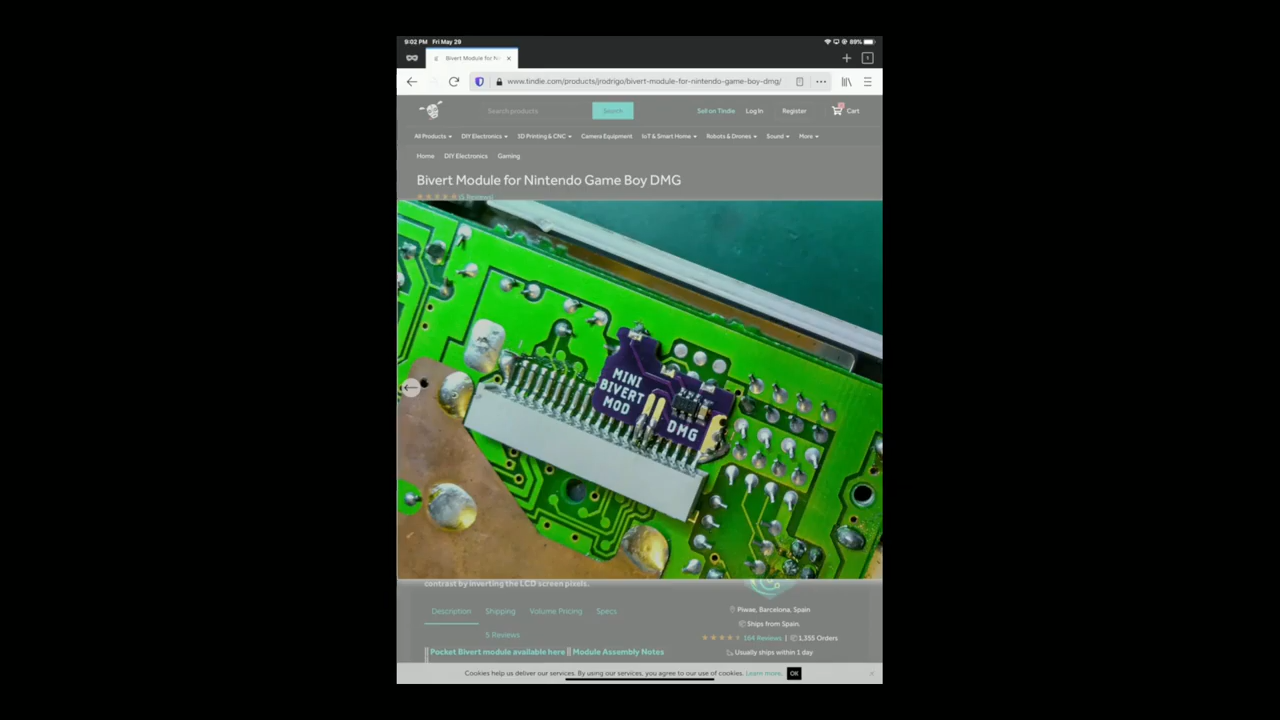 9:02 PM Fri May 29
89%
Bivert Module for N
1
www.tindie.com/products/jrodrigo/bivert-module-for-nintendo-game-boy-dmg/
Search products
Search
Sell on Tindie
Log In
Register
Cart
All Products
DIY Electronics
3D Printing & CNC
Camera Equipment
IoT & Smart Home
Robots & Drones
Sound
More
Home
DIY Electronics
Gaming
Bivert Module for Nintendo Game Boy DMG
MINI
BIVERT
MOD
DMG
contrast by inverting the LCD screen pixels.
Description
Shipping
Volume Pricing
Specs
5 Reviews
Pocket Bivert module available here || Module Assembly Notes
Piwae, Barcelona, Spain
Ships from Spain.
164 Reviews | 1,355 Orders
Usually ships within 1 day
Cookies help us deliver our services. By using our services, you agree to our use of cookies. Learn more.
OK